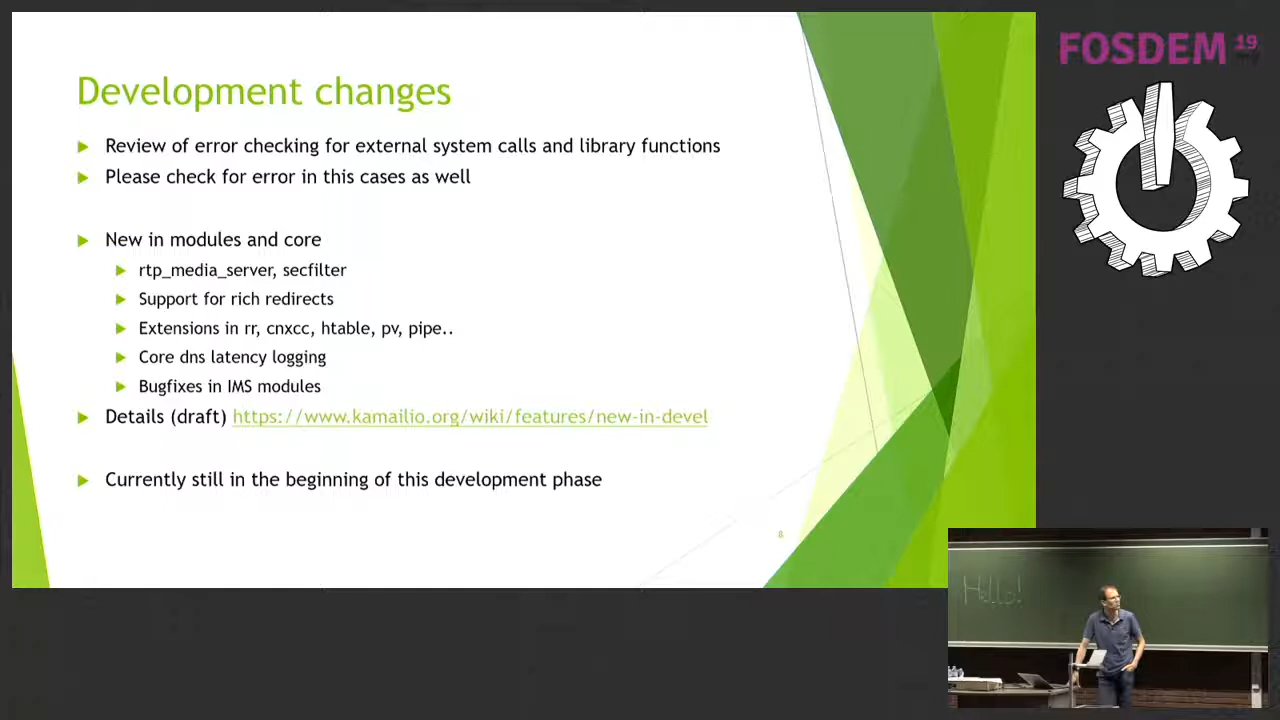 FOSDEM 19
Development changes
Review of error checking for external system calls and library functions
Please check for error in this cases as well
New in modules and core
rtp_media_server, secfilter
Support for rich redirects
Extensions in rr, cnxcc, htable, pv, pipe..
Core dns latency logging
Bugfixes in IMS modules
Details (draft) https://www.kamailio.org/wiki/features/new-in-devel
Currently still in the beginning of this development phase
8
Hello!